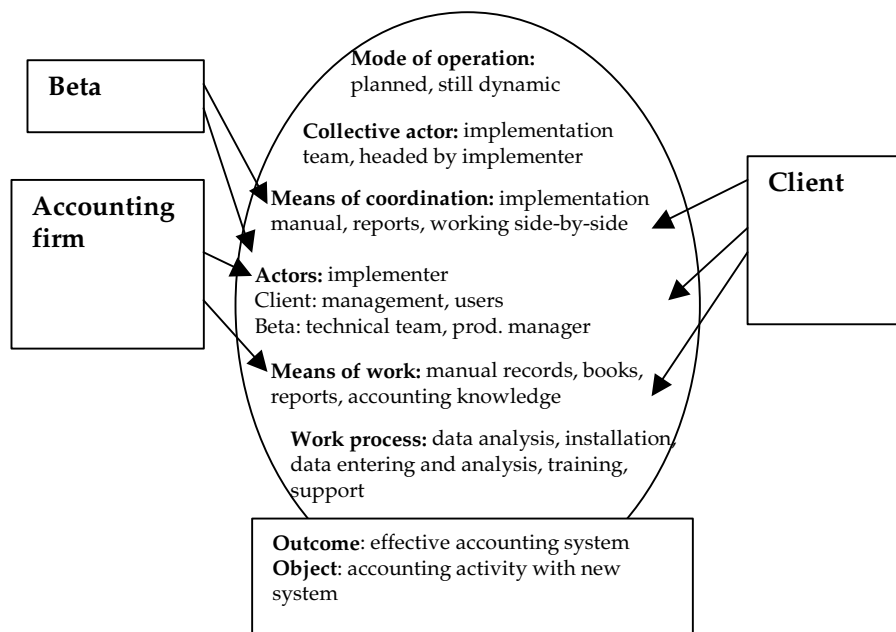 Mode of operation:
planned, still dynamic
Beta
Collective actor: implementation
team, headed by implementer
Client
Means of coordination: implementation
manual, reports, working side-by-side
Accounting
firm
Actors: implementer
Client: management, users
Beta: technical team, prod. manager
Means of work: manual records, books,
reports, accounting knowledge
Work process: data analysis, installation,
data entering and analysis, training,
support
Outcome: effective accounting system
Object: accounting activity with new
system